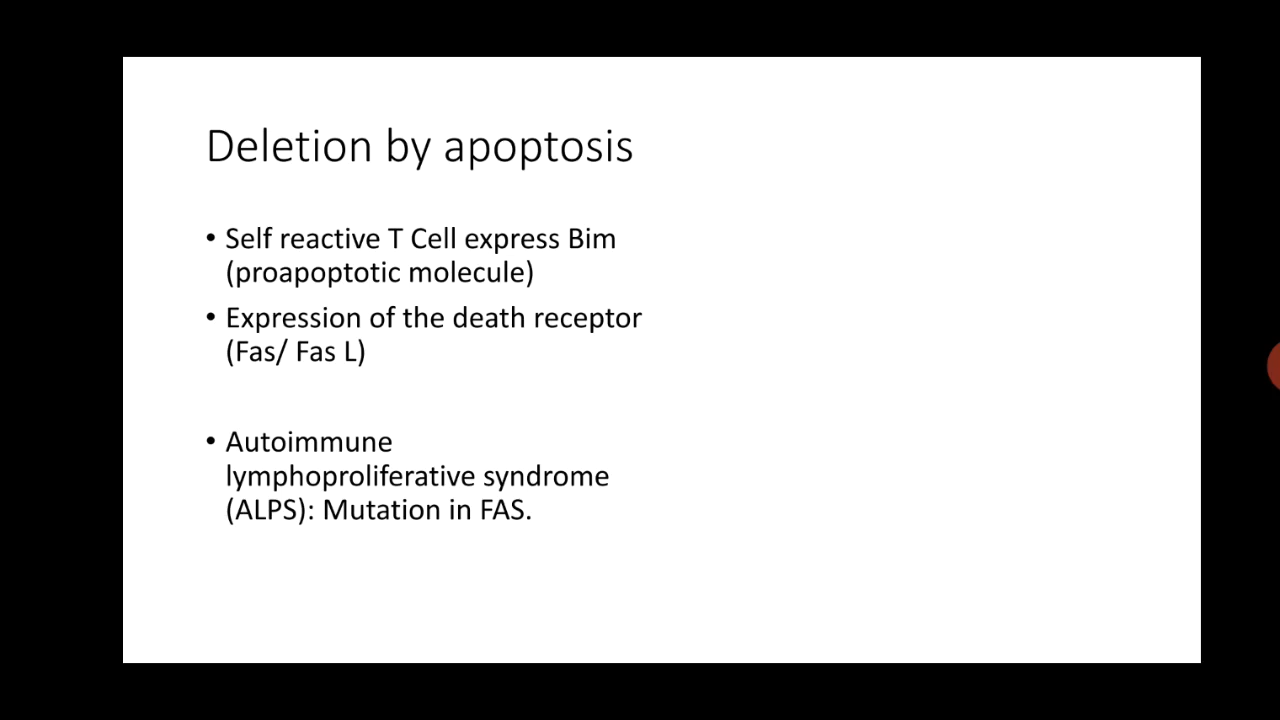 Deletion by apoptosis
• Self reactive T Cell express Bim
(proapoptotic molecule)
• Expression of the death receptor
(Fas/ Fas L)
• Autoimmune
lymphoproliferative syndrome
(ALPS): Mutation in FAS.